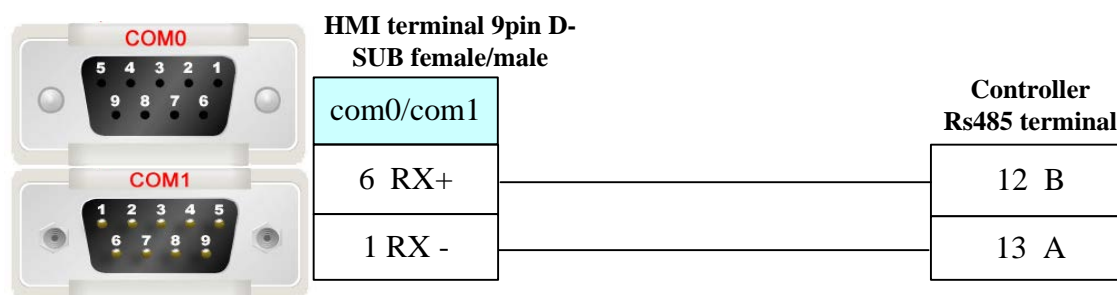 COM0
5 4 3 2 1
9 8 7 6
COM1
1 2 3 4 5
6 7 8 9
HMI terminal 9pin D-
SUB female/male
com0/com1
6 RX+
1 RX -
Controller
Rs485 terminal
12 B
13 A